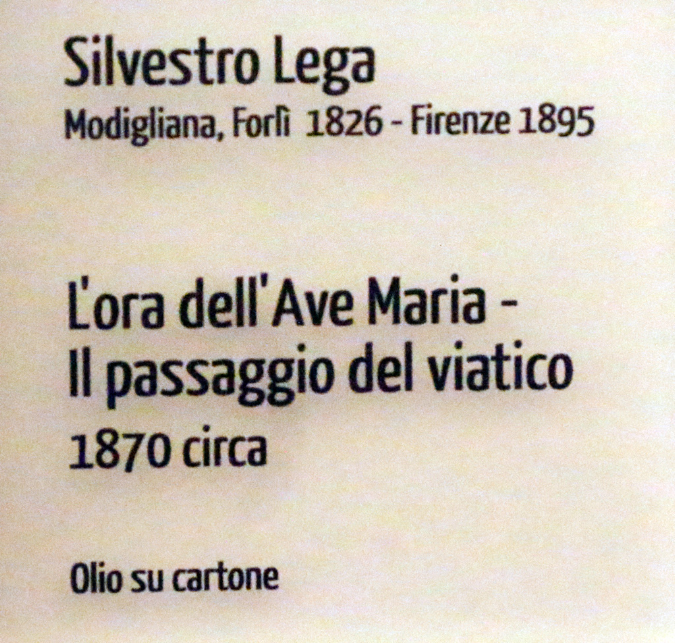 Silvestro Lega
Modigliana, Forlì 1826 - Firenze 1895
L'ora dell'Ave Maria -
Il passaggio del viatico
1870 circa
Olio su cartone